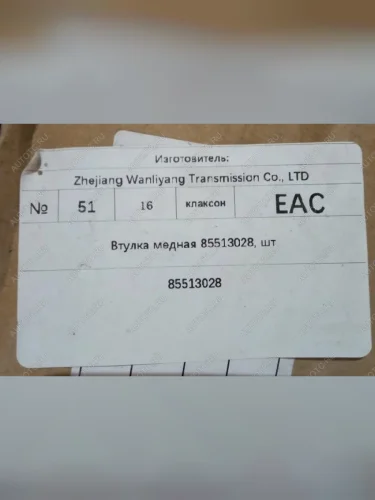 Изготовитель:
Zhejiang Wanliyang Transmission Co., LTD
№ 51 16 клаксон EAC
Втулка медная 85513028, шт
85513028